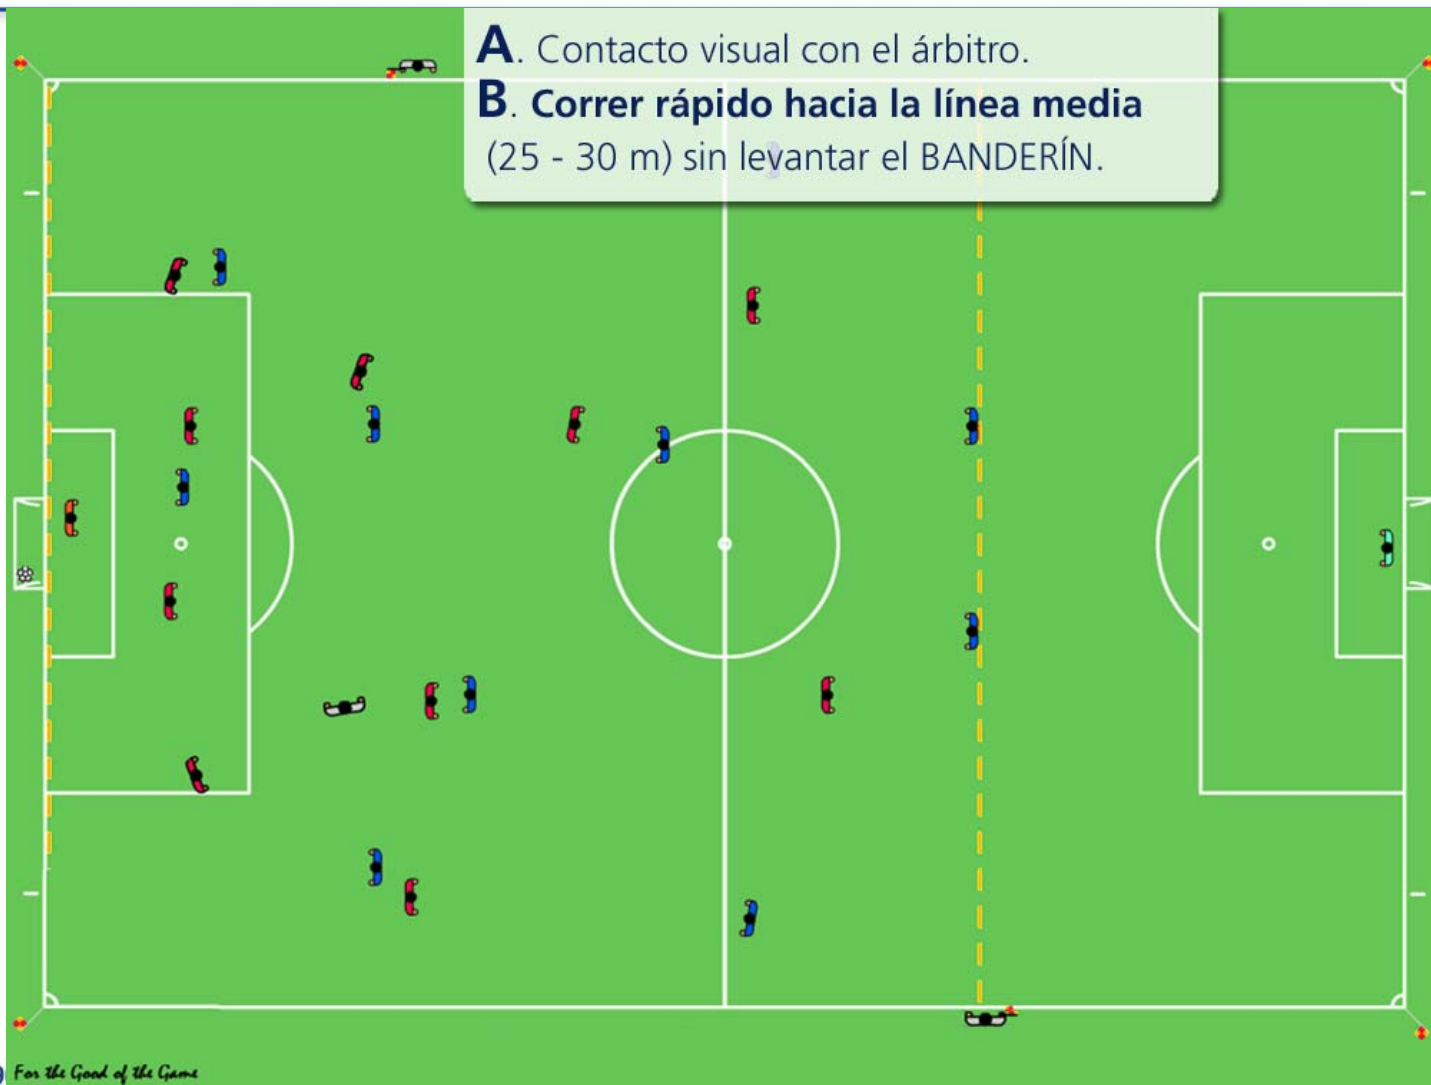 A. Contacto visual con el árbitro.
B. Correr rápido hacia la línea media
(25 - 30 m) sin levantar el BANDERÍN.
For the Good of the Game